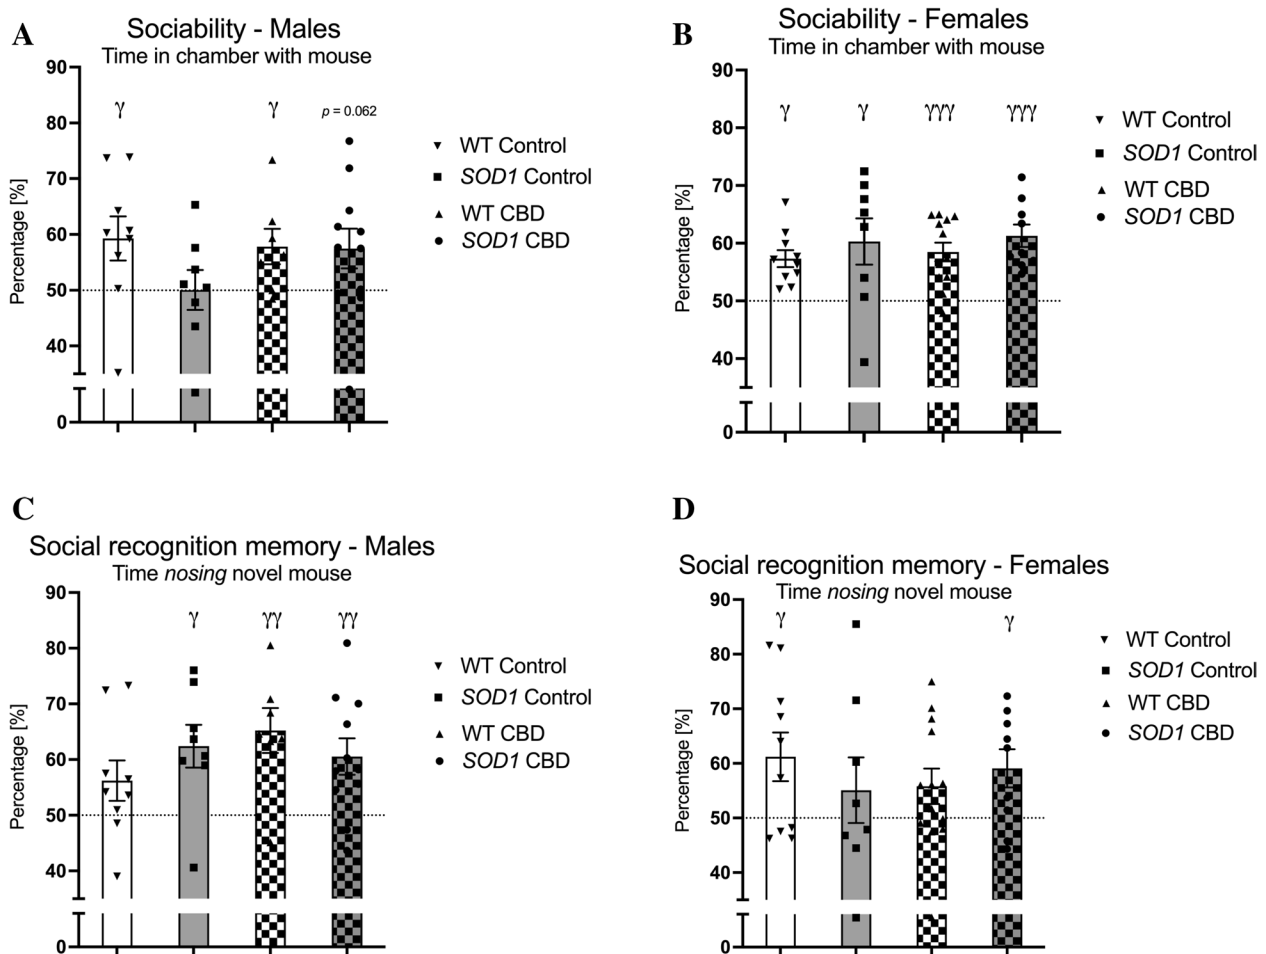 A
Sociability - Males
Time in chamber with mouse
Percentage [%]
90
80
70
60
50
40
0
γ
γ
p = 0.062
WT Control
SOD1 Control
WT CBD
SOD1 CBD
B
Sociability - Females
Time in chamber with mouse
Percentage [%]
90
80
70
60
50
40
0
γ
γ
γγγ
γγγ
WT Control
SOD1 Control
WT CBD
SOD1 CBD
C
Social recognition memory - Males
Time nosing novel mouse
Percentage [%]
90
80
70
60
50
40
0
γ
γγ
γγ
WT Control
SOD1 Control
WT CBD
SOD1 CBD
D
Social recognition memory - Females
Time nosing novel mouse
Percentage [%]
90
80
70
60
50
40
0
γ
γ
WT Control
SOD1 Control
WT CBD
SOD1 CBD